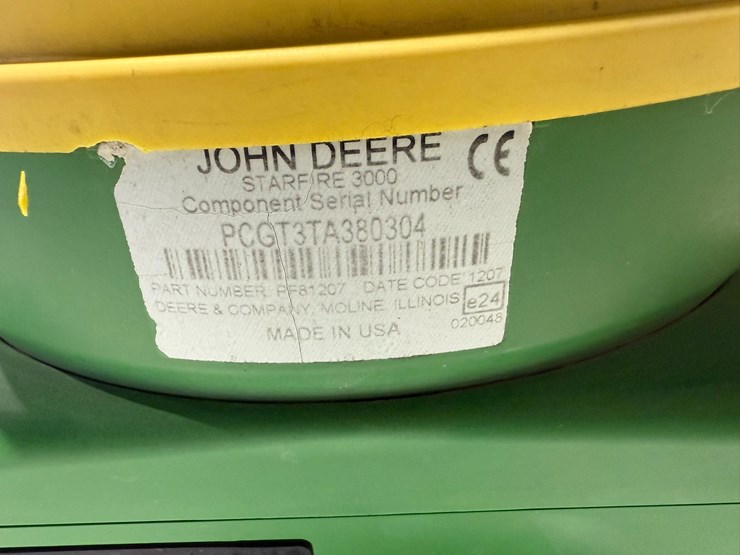 JOHN DEERE CE
STARFIRE 3000
Component Serial Number
PCGT3TA380304
PART NUMBER PF81207 DATE CODE 1207
DEERE & COMPANY, MOLINE, ILLINOIS e24
020048
MADE IN USA